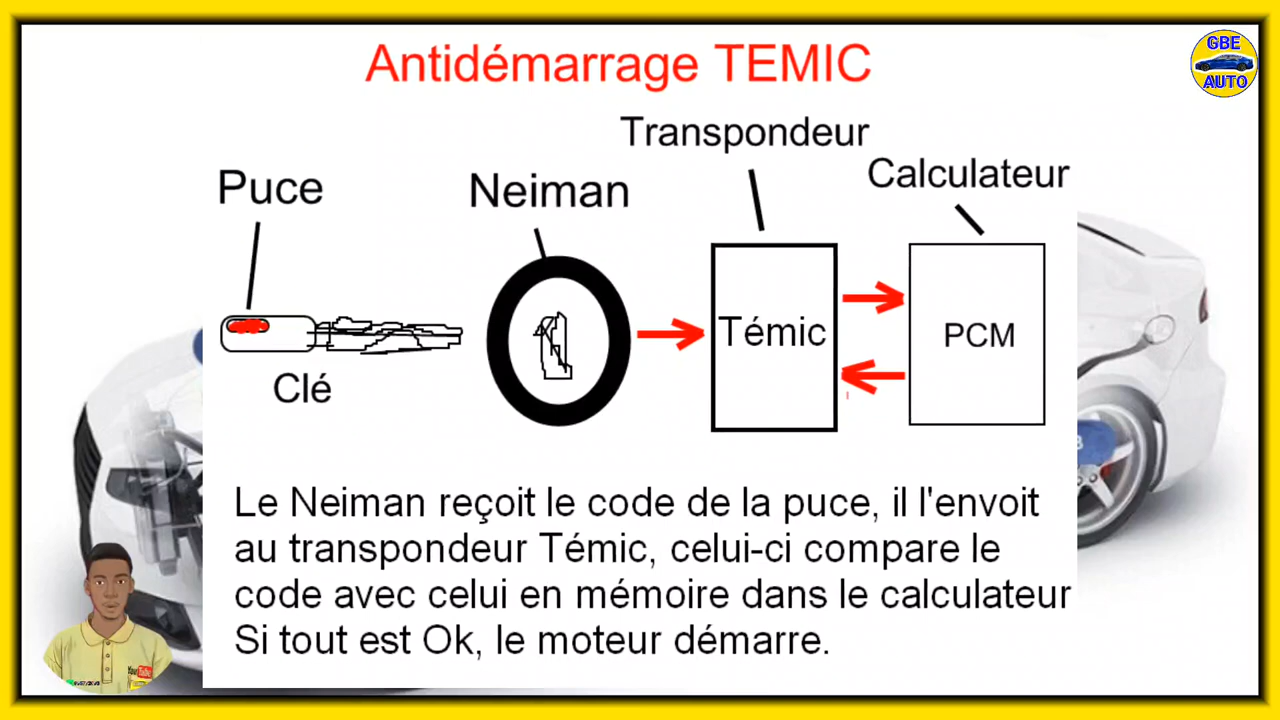 Antidémarrage TEMIC
GBE
AUTO
Transpondeur
Calculateur
Puce
Neiman
Témic
PCM
Clé
Le Neiman reçoit le code de la puce, il l'envoit
au transpondeur Témic, celui-ci compare le
code avec celui en mémoire dans le calculateur
Si tout est Ok, le moteur démarre.
YouTube